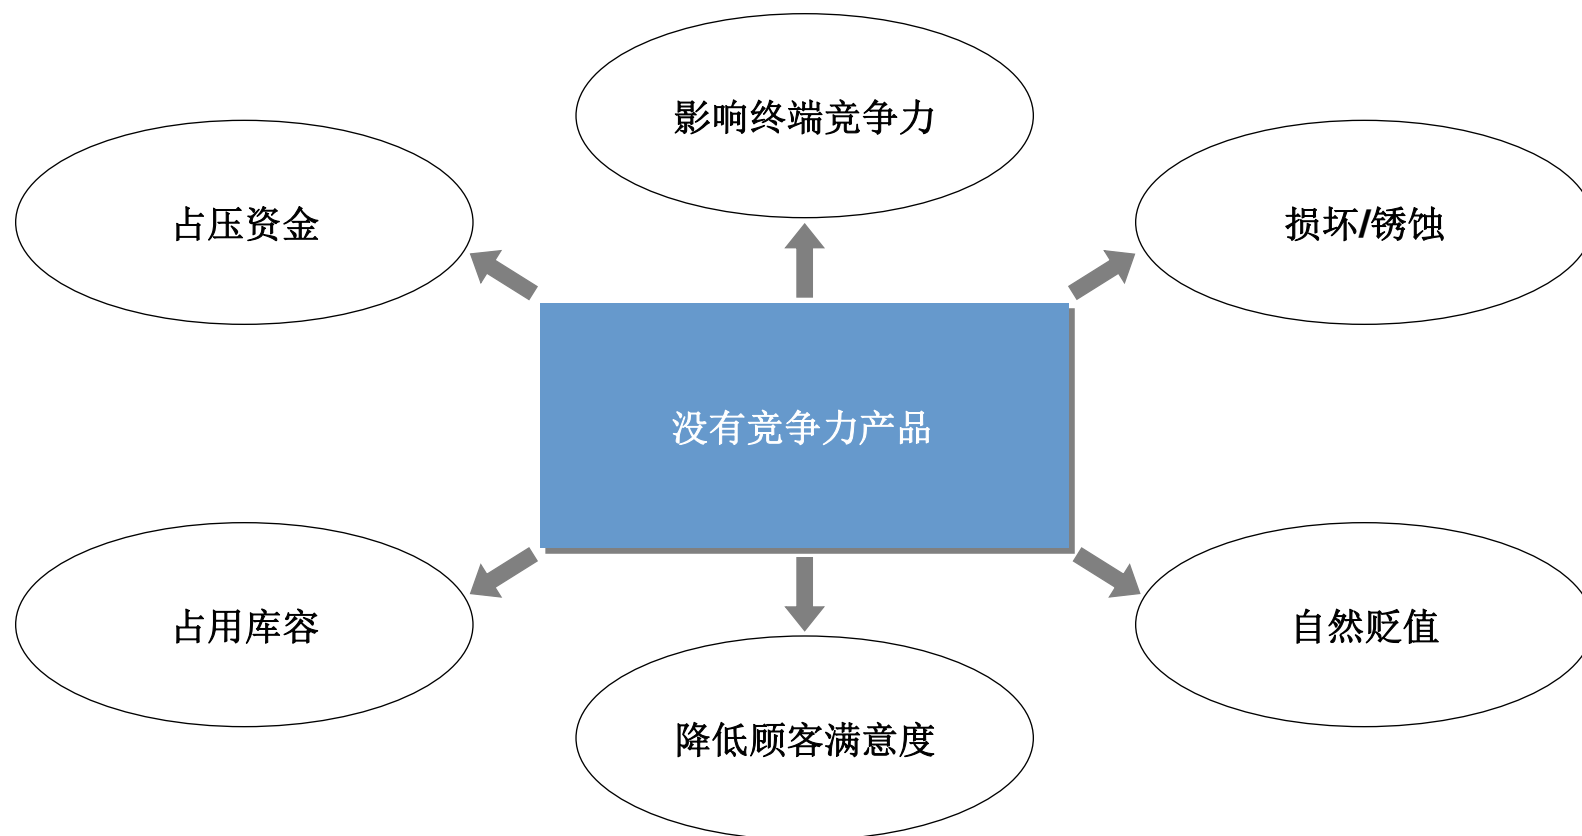 影响终端竞争力
占压资金
损坏/锈蚀
没有竞争力产品
占用库容
自然贬值
降低顾客满意度